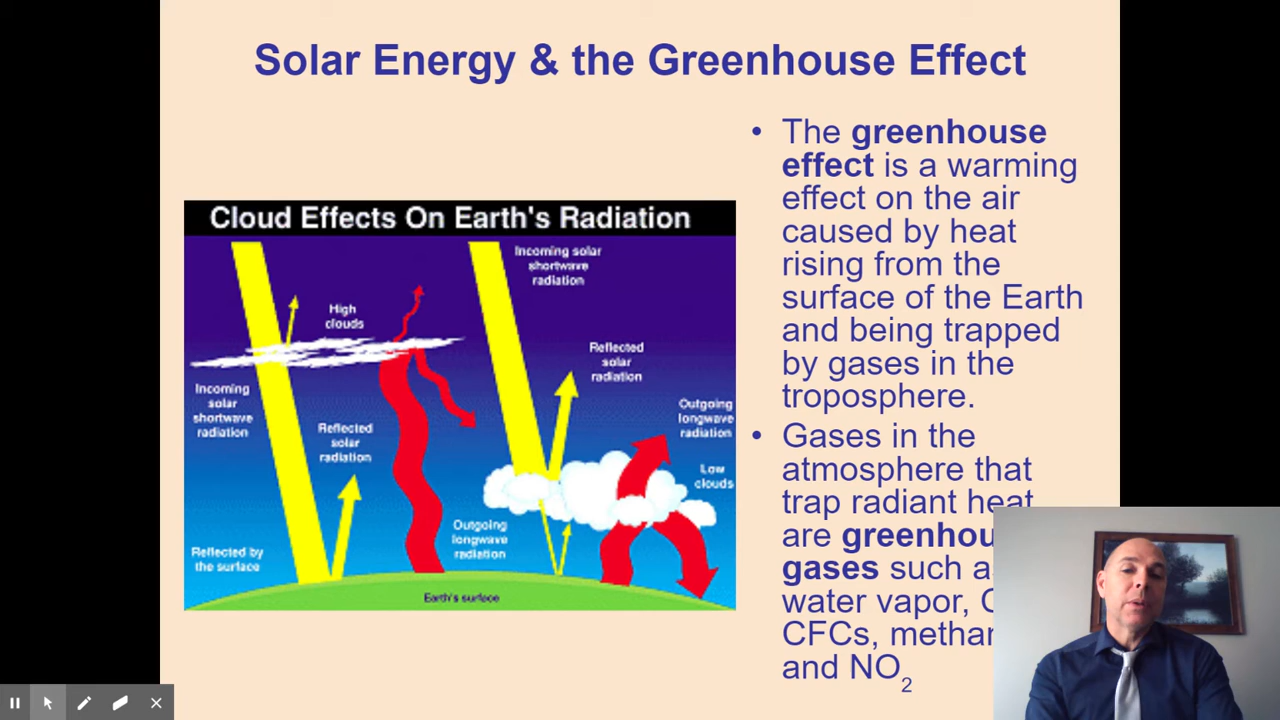 Solar Energy & the Greenhouse Effect
Cloud Effects On Earth's Radiation
Incoming solar
shortwave
radiation
High
clouds
Reflected
solar
radiation
Incoming
solar
shortwave
radiation
Outgoing
longwave
radiation
Reflected
solar
radiation
Low
clouds
Outgoing
longwave
radiation
Reflected by
the surface
Earth's surface
• The greenhouse
effect is a warming
effect on the air
caused by heat
rising from the
surface of the Earth
and being trapped
by gases in the
troposphere.
• Gases in the
atmosphere that
trap radiant heat
are
gases such
water vapor,
CFCs,
and NO2